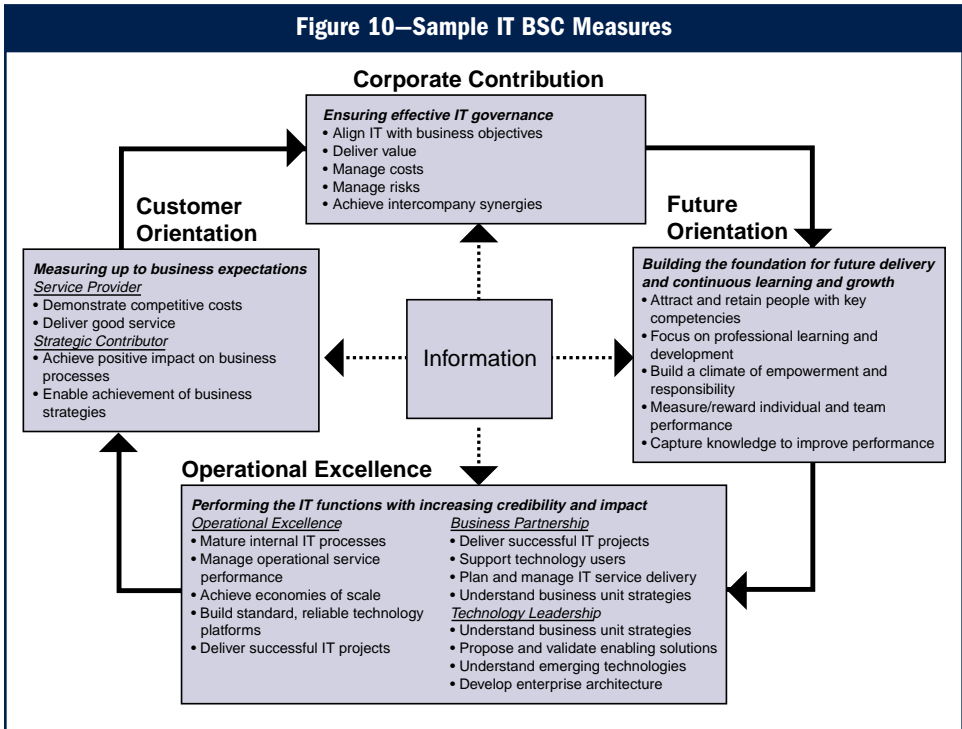 Figure 10—Sample IT BSC Measures
Corporate Contribution
Ensuring effective IT governance
• Align IT with business objectives
• Deliver value
• Manage costs
• Manage risks
• Achieve intercompany synergies
Customer
Orientation
Measuring up to business expectations
Service Provider
• Demonstrate competitive costs
• Deliver good service
Strategic Contributor
• Achieve positive impact on business
processes
• Enable achievement of business
strategies
Information
Future
Orientation
Building the foundation for future delivery
and continuous learning and growth
• Attract and retain people with key
competencies
• Focus on professional learning and
development
• Build a climate of empowerment and
responsibility
• Measure/reward individual and team
performance
• Capture knowledge to improve performance
Operational Excellence
Performing the IT functions with increasing credibility and impact
Operational Excellence
• Mature internal IT processes
• Manage operational service
performance
• Achieve economies of scale
• Build standard, reliable technology
platforms
• Deliver successful IT projects
Business Partnership
• Deliver successful IT projects
• Support technology users
• Plan and manage IT service delivery
• Understand business unit strategies
Technology Leadership
• Understand business unit strategies
• Propose and validate enabling solutions
• Understand emerging technologies
• Develop enterprise architecture